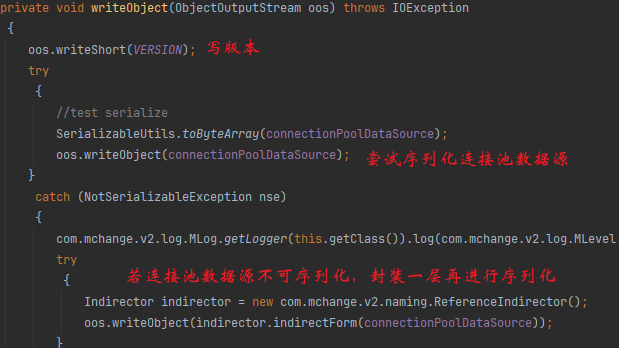 private void writeObject(ObjectOutputStream oos) throws IOException
{
oos.writeShort(VERSION); 写版本
try
{
//test serialize
SerializableUtils.toByteArray(connectionPoolDataSource);
oos.writeObject(connectionPoolDataSource); 尝试序列化连接池数据源
}
catch (NotSerializableException nse)
{
com.mchange.v2.log.MLog.getLogger(this.getClass()).log(com.mchange.v2.log.MLevel.
try
{ 若连接池数据源不可序列化，封装一层再进行序列化
Indirector indirector = new com.mchange.v2.naming.ReferenceIndirector();
oos.writeObject(indirector.indirectForm(connectionPoolDataSource));
}